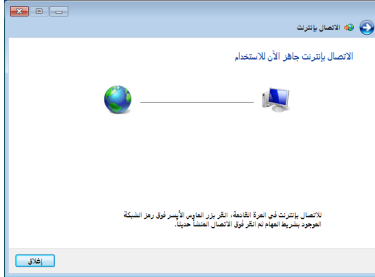 الاتصال بإنترنت
الاتصال بإنترنت جاهز الآن للاستخدام
للاتصال بإنترنت في المرة القادمة، انقر بزر الماوس الأيسر فوق رمز الشبكة
الموجود بشريط المهام ثم انقر فوق الاتصال المنشأ حديثاً.
إغلاق